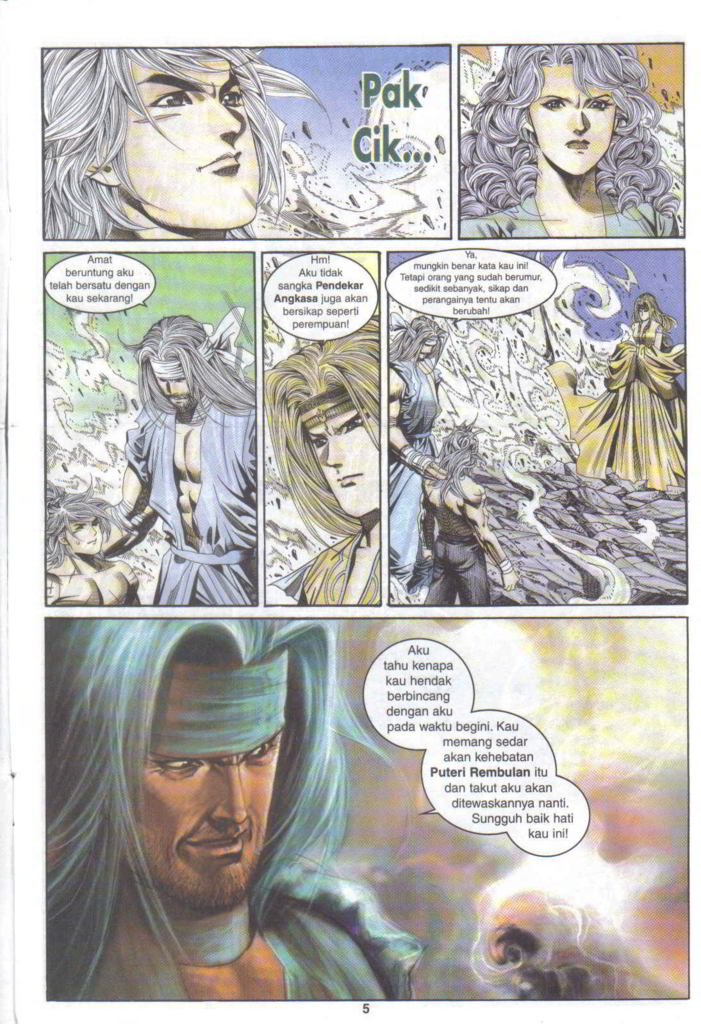 Pak
Cik...
Amat
beruntung aku
telah bersatu dengan
kau sekarang!
Hm!
Aku tidak
sangka Pendekar
Angkasa juga akan
bersikap seperti
perempuan!
Ya,
mungkin benar kata kau ini!
Tetapi orang yang sudah berumur,
sedikit sebanyak, sikap dan
perangainya tentu akan
berubah!
Aku
tahu kenapa
kau hendak
berbincang
dengan aku
pada waktu begini. Kau
memang sedar
akan kehebatan
Puteri Rembulan itu
dan takut aku akan
ditewaskannya nanti.
Sungguh baik hati
kau ini!
5